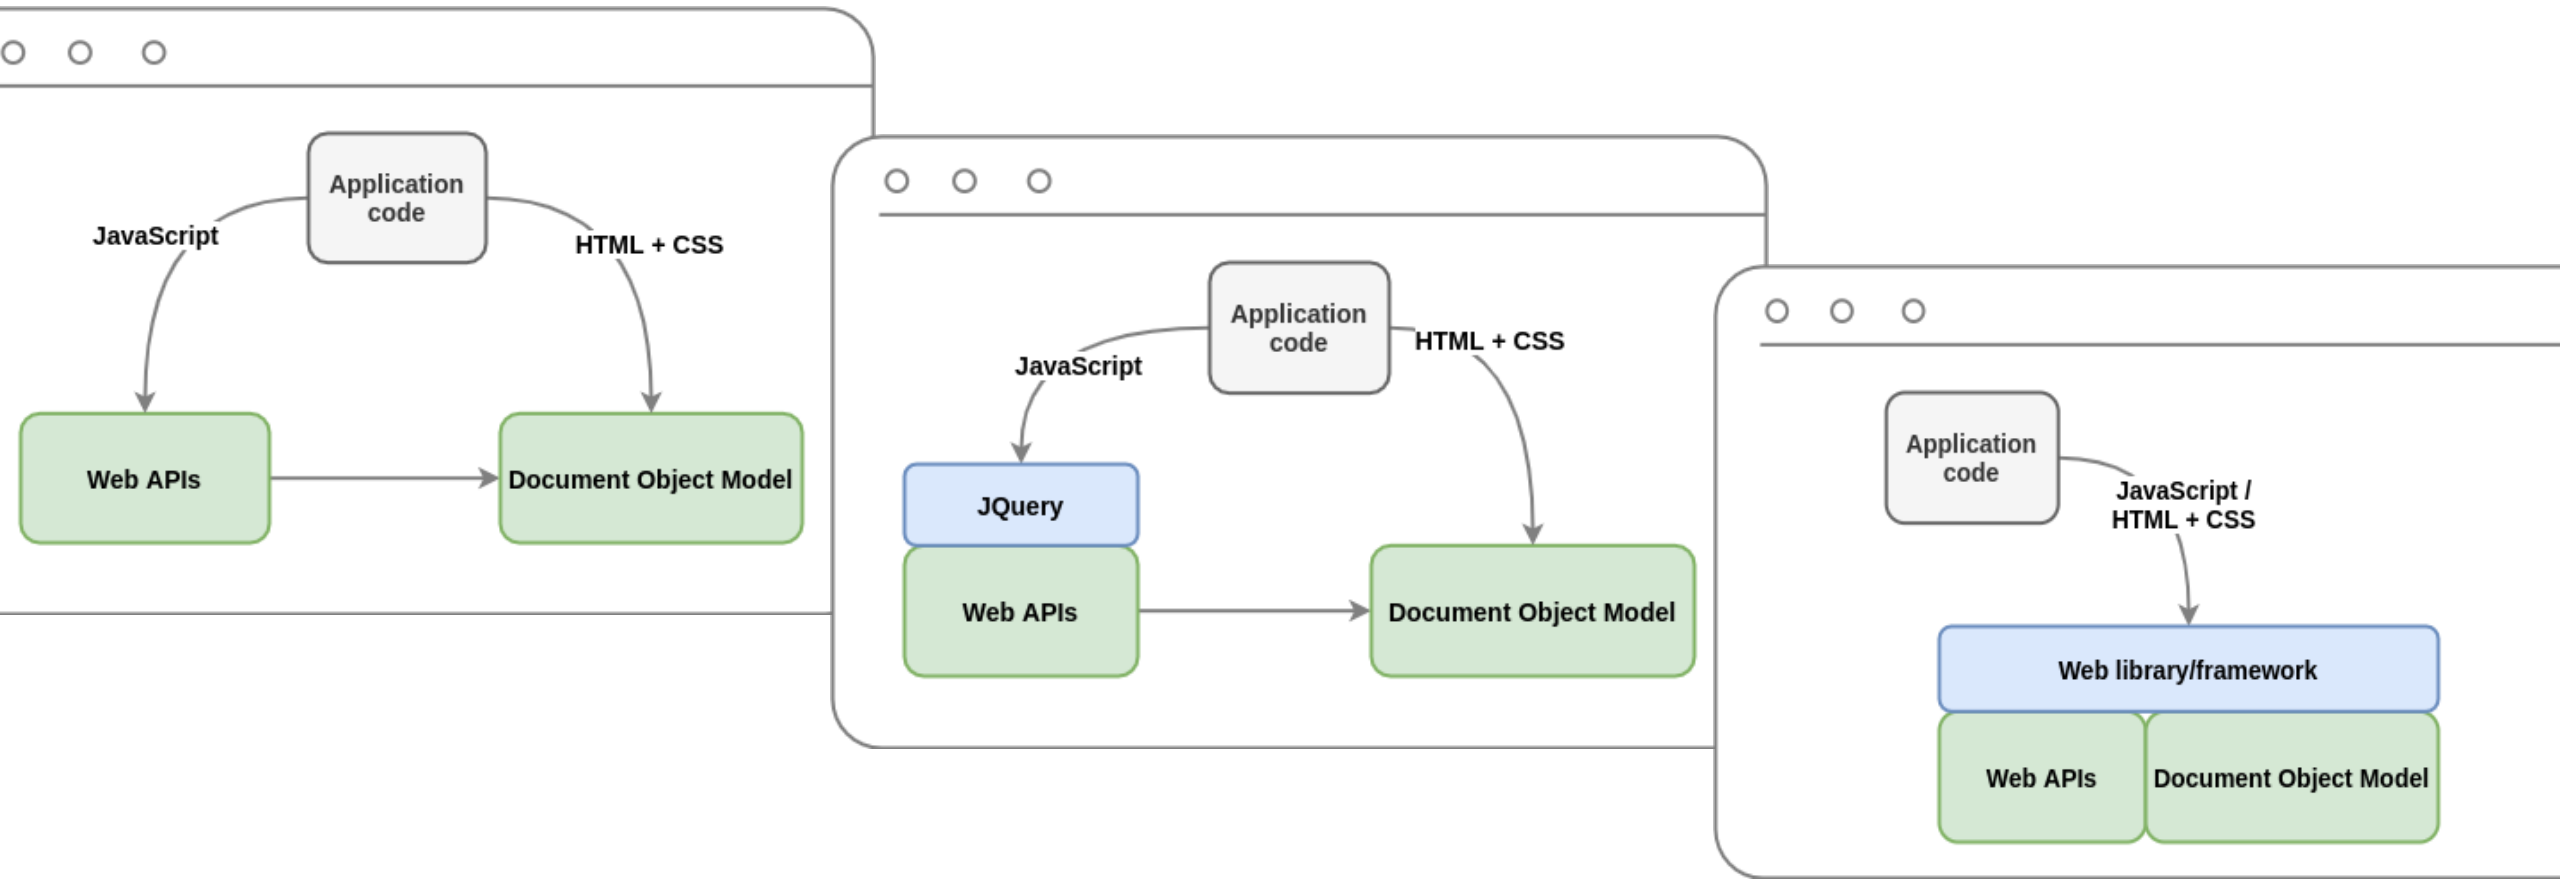 Application
code
JavaScript
HTML + CSS
Web APIs
Document Object Model
Application
code
JavaScript
HTML + CSS
JQuery
Web APIs
Document Object Model
Application
code
JavaScript /
HTML + CSS
Web library/framework
Web APIs
Document Object Model